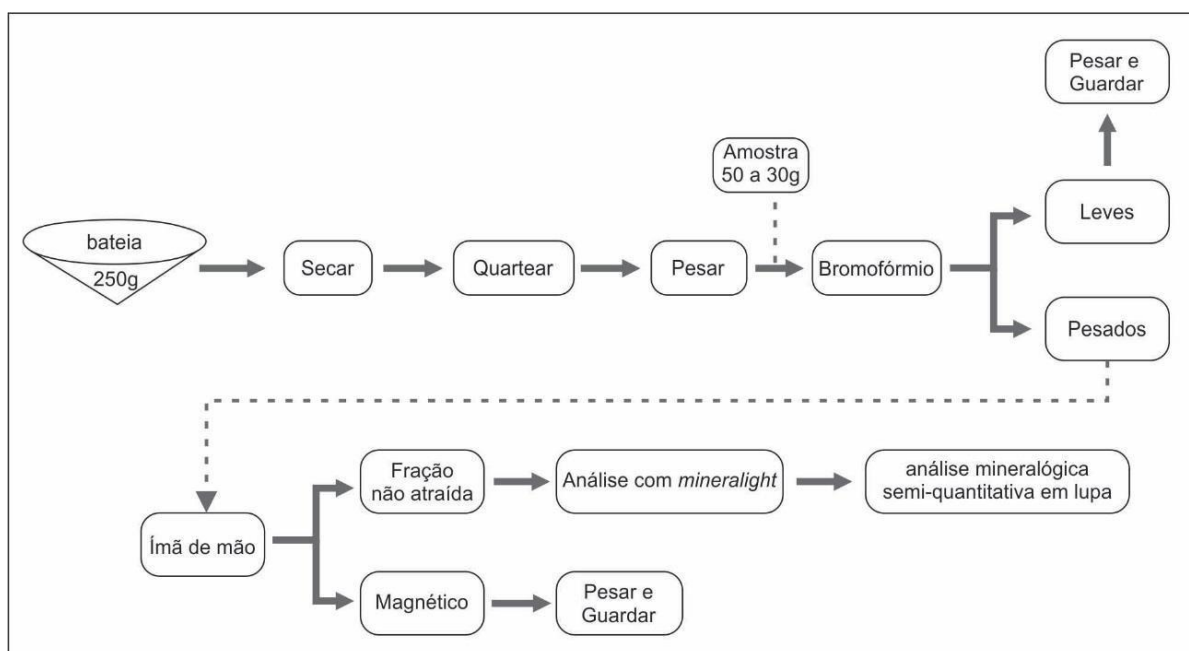 bateia
250g
Secar
Quartear
Pesar
Amostra
50 a 30g
Bromofórmio
Pesar e
Guardar
Leves
Pesados
Ímã de mão
Fração
não atraída
Análise com mineralight
análise mineralógica
semi-quantitativa em lupa
Magnético
Pesar e
Guardar